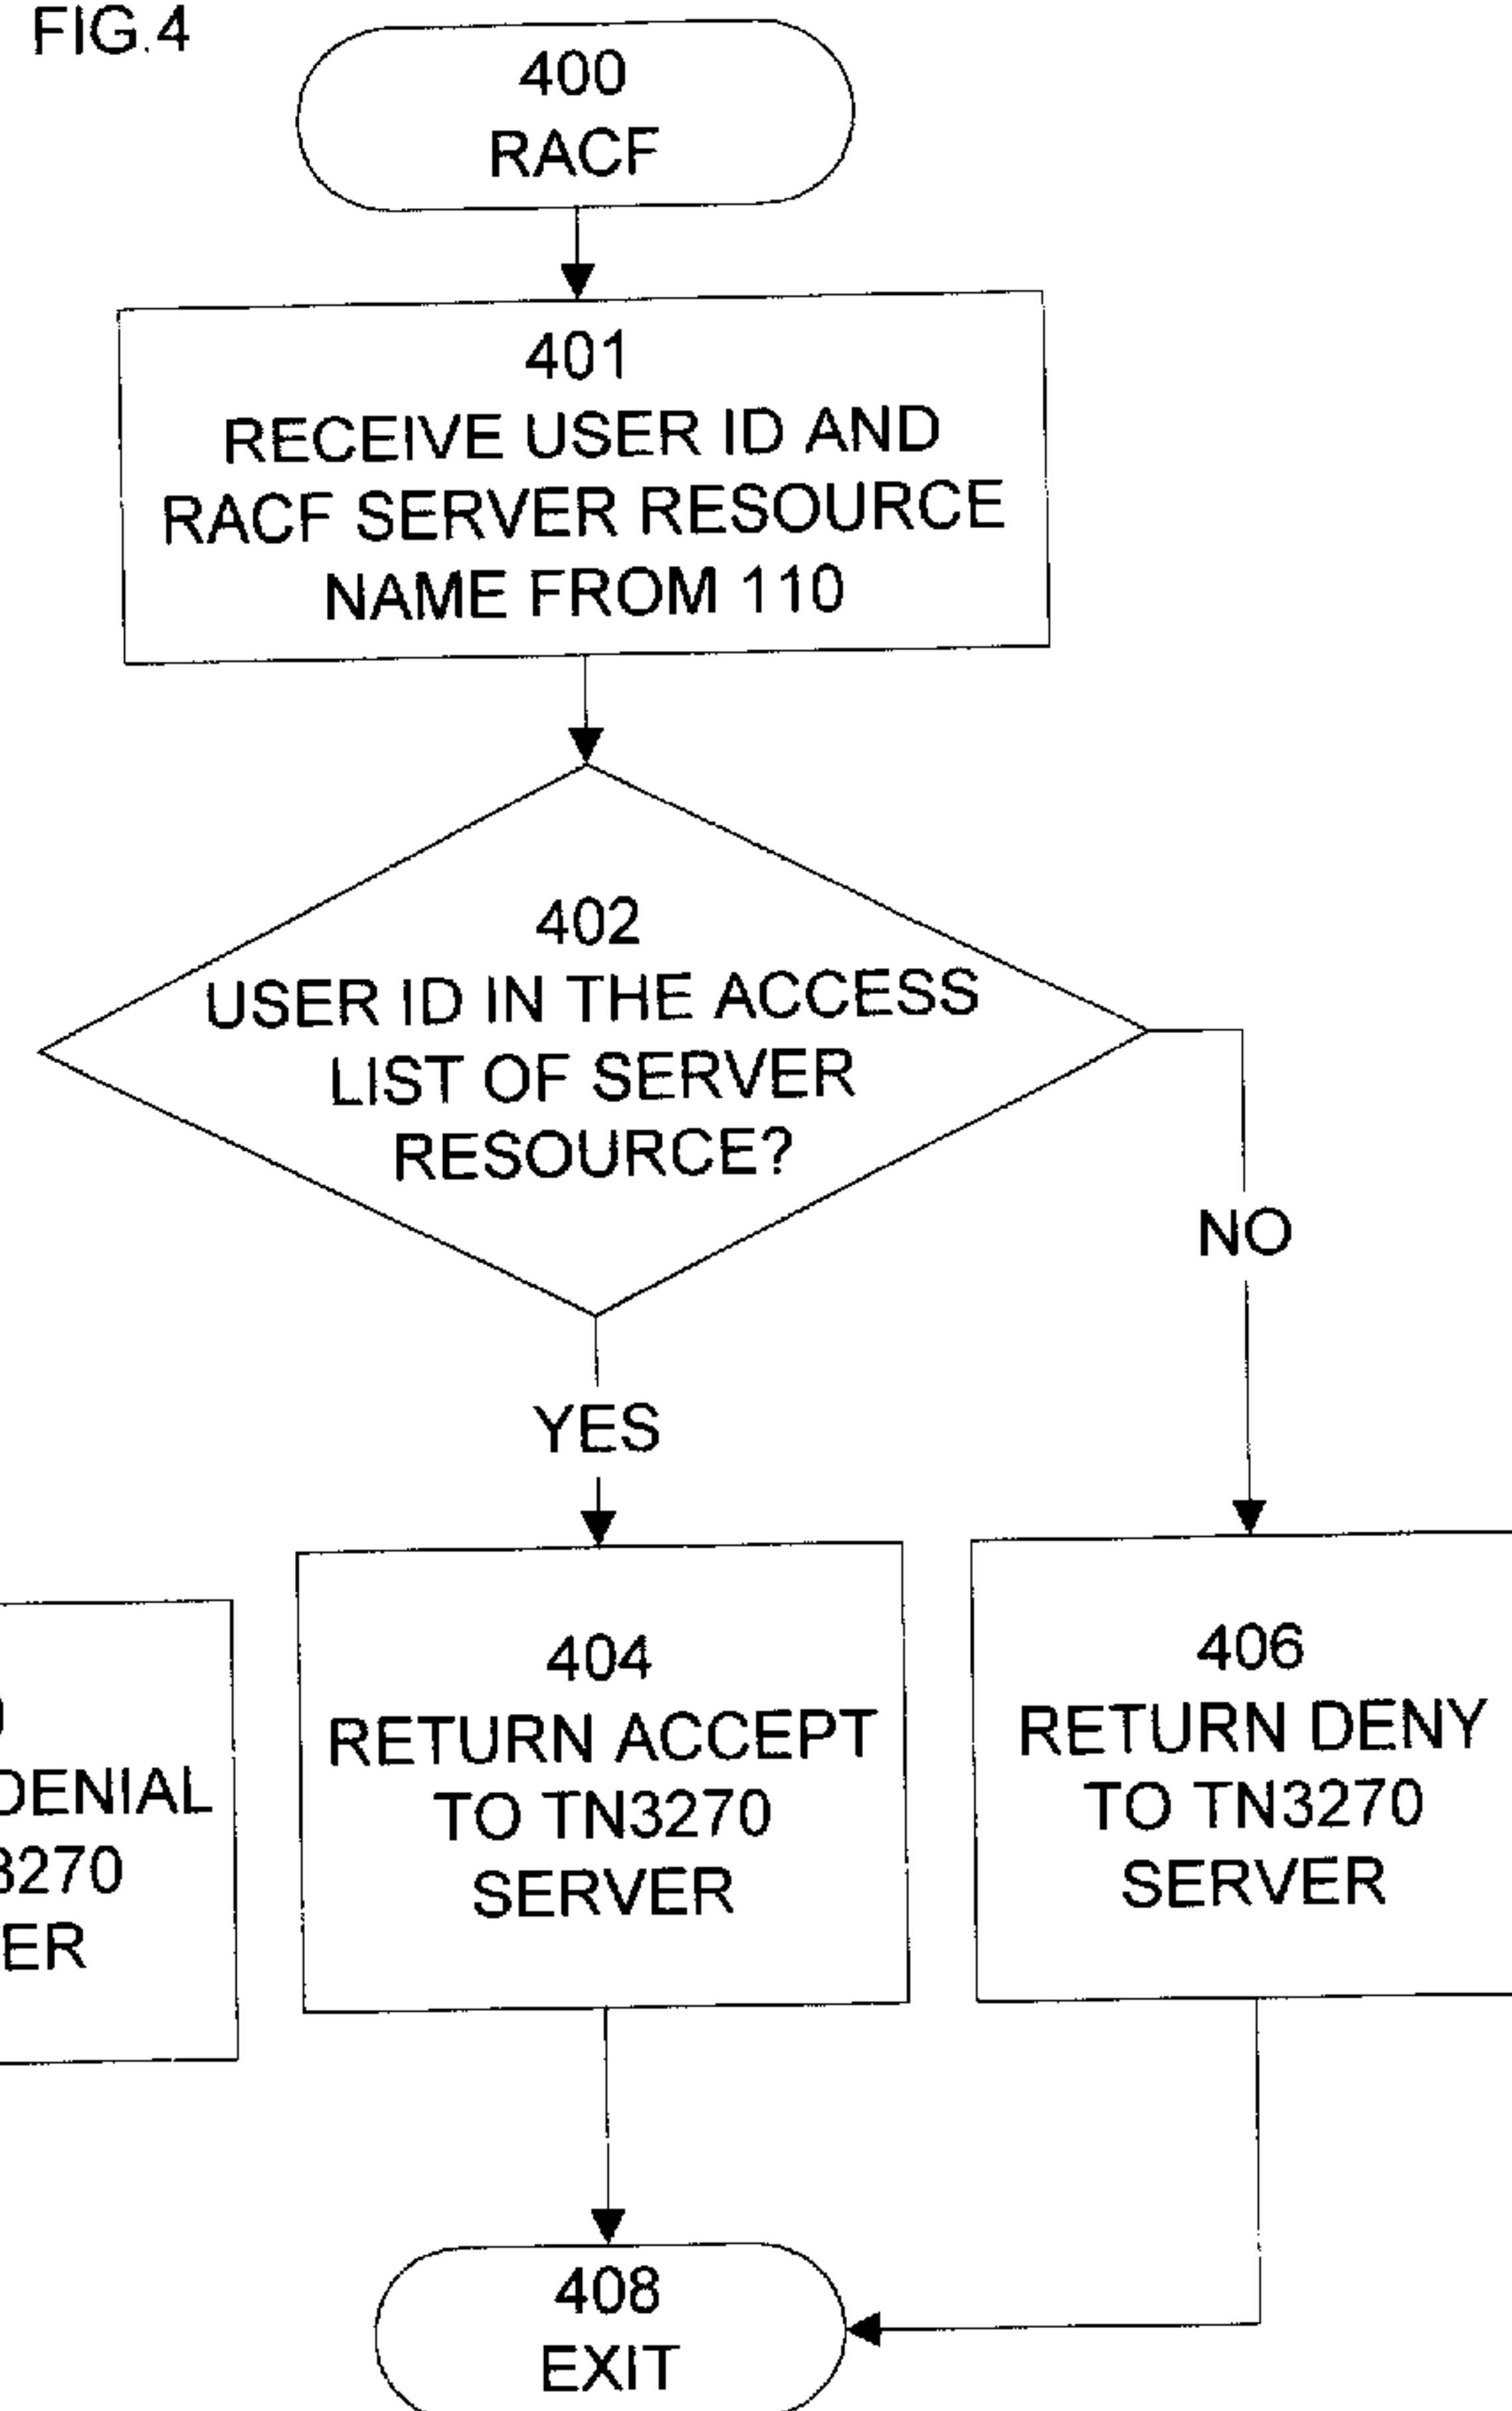 FIG.4
400
RACF
401
RECEIVE USER ID AND
RACF SERVER RESOURCE
NAME FROM 110
402
USER ID IN THE ACCESS
LIST OF SERVER
RESOURCE?
NO
YES
404
RETURN ACCEPT
TO TN3270
SERVER
406
RETURN DENY
TO TN3270
SERVER
DENIAL
3270
ER
408
EXIT